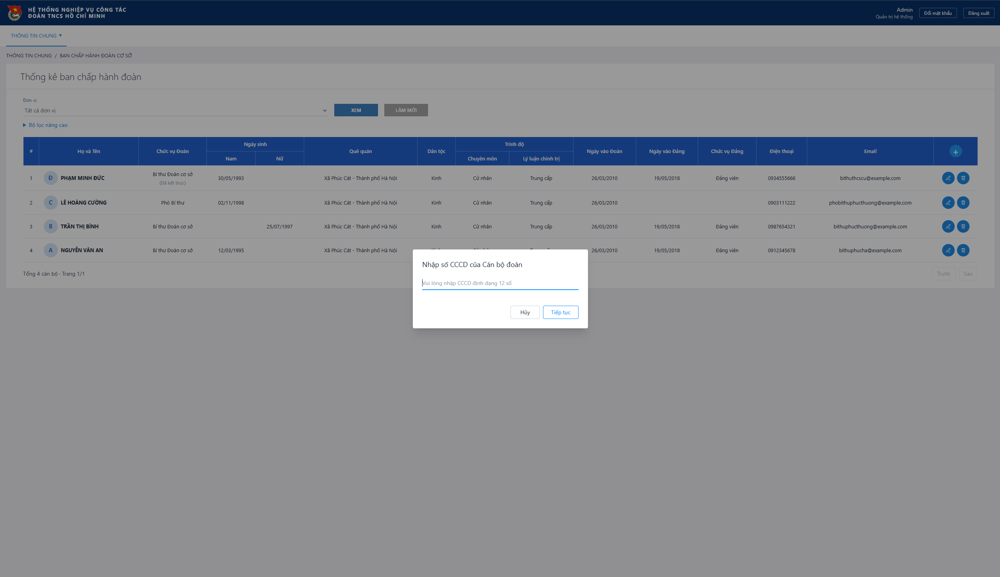 HỆ THỐNG NGHIỆP VỤ CÔNG TÁC
ĐOÀN TNCS HỒ CHÍ MINH
Admin
Quản trị hệ thống
Đổi mật khẩu
Đăng xuất
THÔNG TIN CHUNG
THÔNG TIN CHUNG / BAN CHẤP HÀNH ĐOÀN CƠ SỞ
Thống kê ban chấp hành đoàn
Đơn vị
Tất cả đơn vị
XEM
LÀM MỚI
Bộ lọc nâng cao
# Họ và Tên Chức vụ Đoàn Ngày sinh Quê quán Dân tộc Trình độ Ngày vào Đoàn Ngày vào Đảng Chức vụ Đảng Điện thoại Email +
Nam Nữ Chuyên môn Lý luận chính trị
1 Đ PHẠM MINH ĐỨC Bí thư Đoàn cơ sở 30/05/1993 Xã Phúc Cát - Thành phố Hà Nội Kinh Cử nhân Trung cấp 26/03/2010 19/05/2018 Đảng viên 0934555666 bithuthcscu@example.com
(Đã kết thúc)
2 C LÊ HOÀNG CƯỜNG Phó Bí thư 02/11/1998 Xã Phúc Cát - Thành phố Hà Nội Kinh Cử nhân Trung cấp 26/03/2010 0903111222 phobithuphucthuong@example.com
3 B TRẦN THỊ BÌNH Bí thư Đoàn cơ sở 25/07/1997 Xã Phúc Cát - Thành phố Hà Nội Kinh Cử nhân Trung cấp 26/03/2010 19/05/2018 Đảng viên 0987654321 bithuphucthuong@example.com
4 A NGUYỄN VĂN AN Bí thư Đoàn cơ sở 12/03/1995 Xã Phúc Cát - Thành phố Hà Nội 26/03/2010 19/05/2018 Đảng viên 0912345678 bithuphucha@example.com
Tổng 4 cán bộ · Trang 1/1
Trước
Sau
Nhập số CCCD của Cán bộ đoàn
Vui lòng nhập CCCD định dạng 12 số
Hủy
Tiếp tục